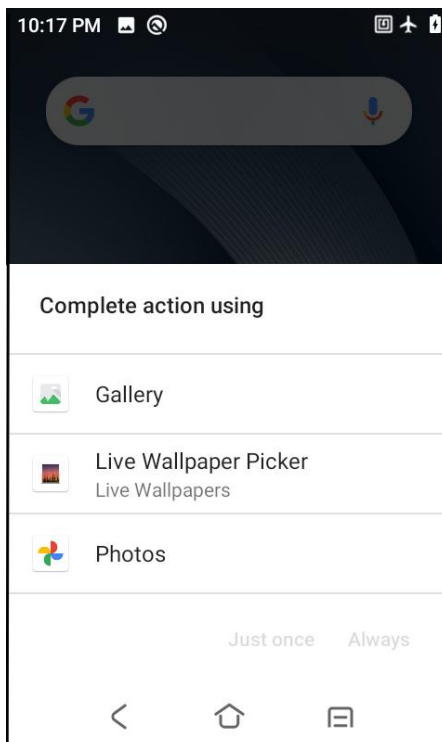 10:17 PM
Complete action using
Gallery
Live Wallpaper Picker
Live Wallpapers
Photos
Just once Always